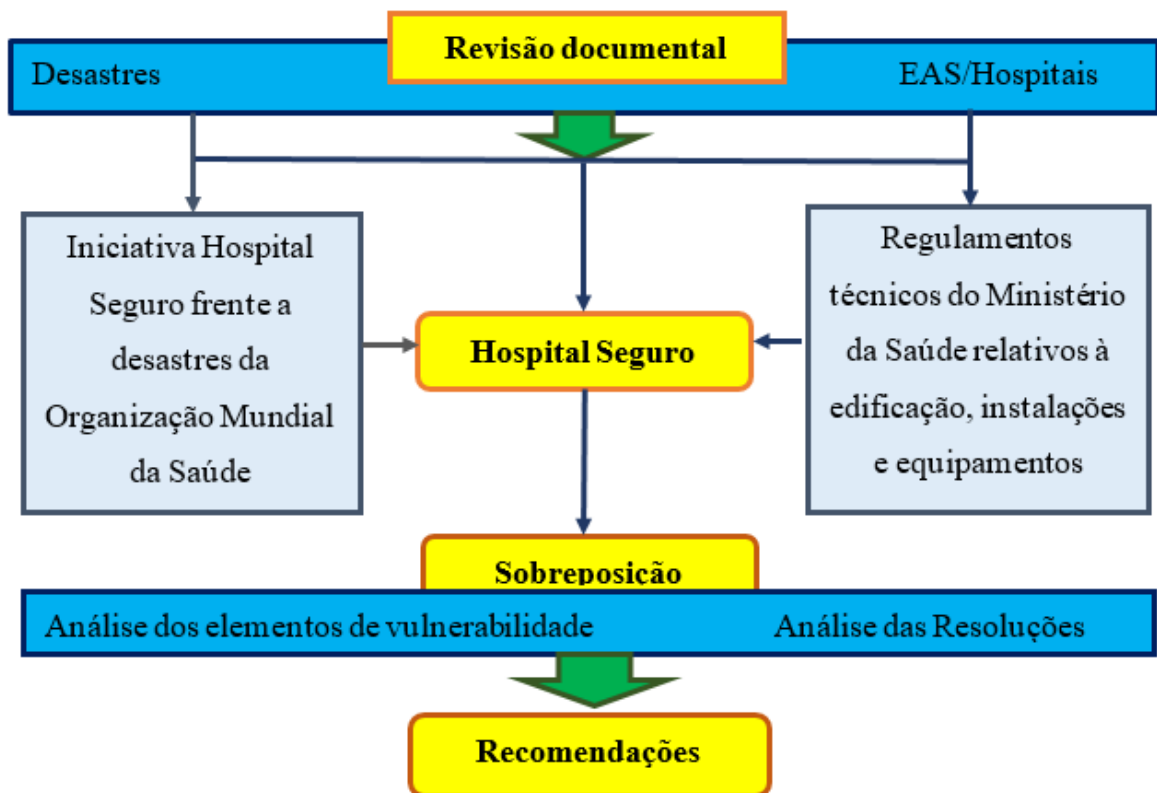 Revisão documental
Desastres
EAS/Hospitais
Iniciativa Hospital
Seguro frente a
desastres da
Organização Mundial
da Saúde
Hospital Seguro
Regulamentos
técnicos do Ministério
da Saúde relativos à
edificação, instalações
e equipamentos
Sobreposição
Análise dos elementos de vulnerabilidade
Análise das Resoluções
Recomendações